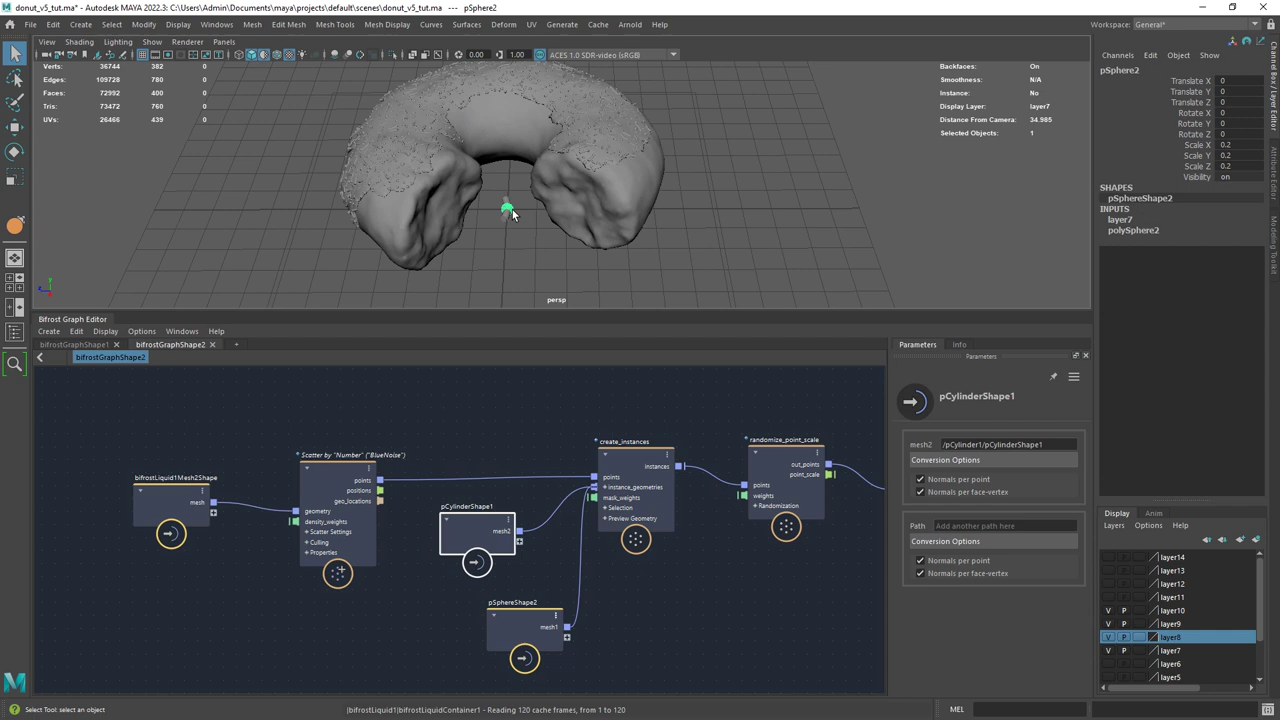 donut_v5_tut.ma* - Autodesk MAYA 2022.3: C:\Users\Admin\Documents\maya\projects\default\scenes\donut_v5_tut.ma   ---   pSphere2
File Edit Create Select Modify Display Windows Mesh Edit Mesh Mesh Tools Mesh Display Curves Surfaces Deform UV Generate Cache Arnold Help
Workspace: General*
View Shading Lighting Show Renderer Panels
0.00 1.00 ACES 1.0 SDR-video (sRGB)
Verts: 36744 382 0
Edges: 109728 780 0
Faces: 72992 400 0
Tris: 73472 760 0
UVs: 26466 439 0
Backfaces: On
Smoothness: N/A
Instance: No
Display Layer: layer7
Distance From Camera: 34.985
Selected Objects: 1
persp
Channels Edit Object Show
pSphere2
Translate X 0
Translate Y 0
Translate Z 0
Rotate X 0
Rotate Y 0
Rotate Z 0
Scale X 0.2
Scale Y 0.2
Scale Z 0.2
Visibility on
SHAPES
pSphereShape2
INPUTS
layer7
polySphere2
Channel Box / Layer Editor
Attribute Editor
Bifrost Graph Editor
Create Edit Display Options Windows Help
bifrostGraphShape1 bifrostGraphShape2 +
bifrostGraphShape2
bifrostLiquid1Mesh2Shape
mesh
Scatter by "Number" ("BlueNoise")
points
positions
geo_locations
geometry
density_weights
+ Scatter Settings
+ Culling
+ Properties
pCylinderShape1
mesh2
pSphereShape2
mesh1
create_instances
instances
points
+ instance_geometries
mask_weights
+ Selection
+ Preview Geometry
randomize_point_scale
out_points
point_scale
points
weights
+ Randomization
Parameters Info
Parameters
pCylinderShape1
mesh2 /pCylinder1/pCylinderShape1
Conversion Options
Normals per point
Normals per face-vertex
Path Add another path here
Conversion Options
Normals per point
Normals per face-vertex
Display Anim
Layers Options Help
layer14
layer13
layer12
layer11
V P layer10
V P layer9
V P layer8
V P layer7
layer6
layer5
Select Tool: select an object
|bifrostLiquid1|bifrostLiquidContainer1 - Reading 120 cache frames, from 1 to 120
MEL